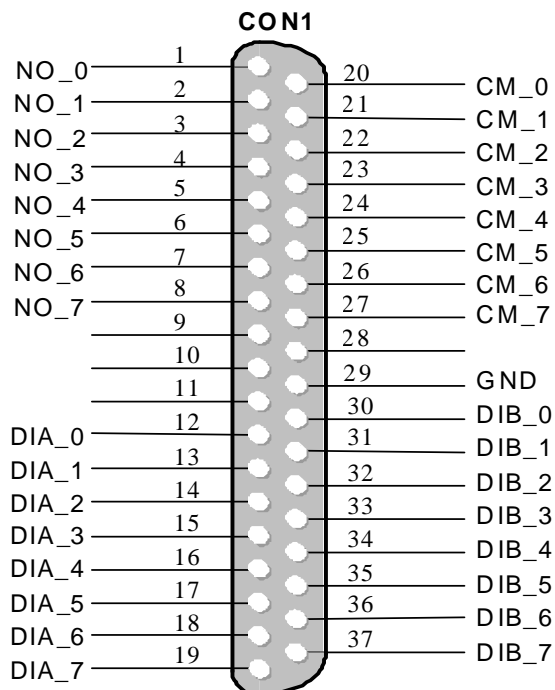 CON1
NO_0 1
NO_1 2
NO_2 3
NO_3 4
NO_4 5
NO_5 6
NO_6 7
NO_7 8
9
10
11
DIA_0 12
DIA_1 13
DIA_2 14
DIA_3 15
DIA_4 16
DIA_5 17
DIA_6 18
DIA_7 19
20 CM_0
21 CM_1
22 CM_2
23 CM_3
24 CM_4
25 CM_5
26 CM_6
27 CM_7
28
29 GND
30 DIB_0
31 DIB_1
32 DIB_2
33 DIB_3
34 DIB_4
35 DIB_5
36 DIB_6
37 DIB_7